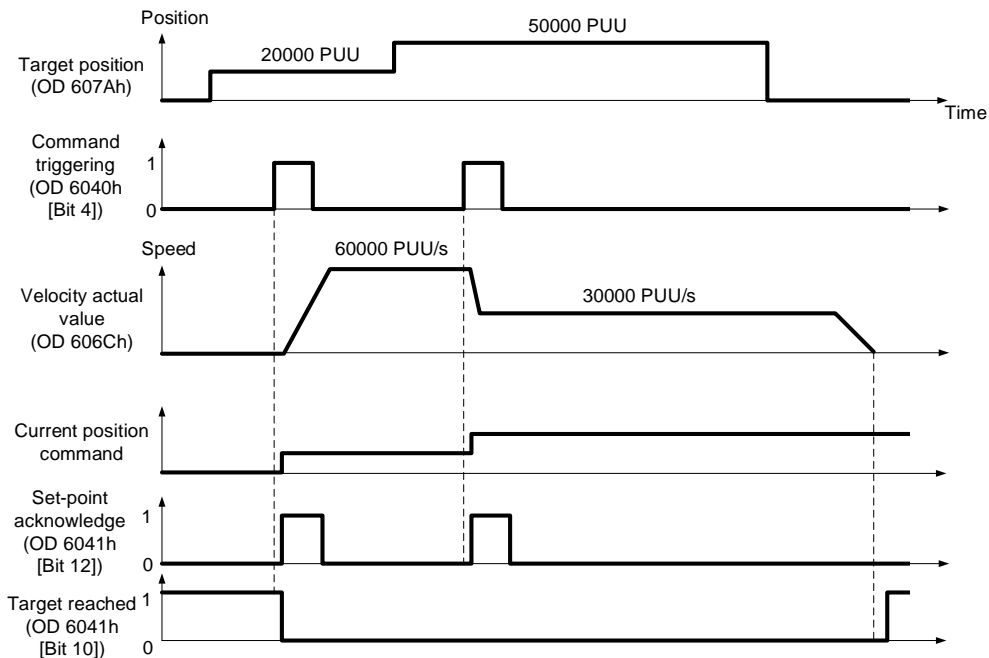 Position
50000 PUU
20000 PUU
Target position
(OD 607Ah)
Time
Command
triggering
(OD 6040h
[Bit 4])
1
0
Speed
60000 PUU/s
Velocity actual
value
(OD 606Ch)
30000 PUU/s
Current position
command
Set-point
acknowledge
(OD 6041h
[Bit 12])
1
0
Target reached
(OD 6041h
[Bit 10])
1
0